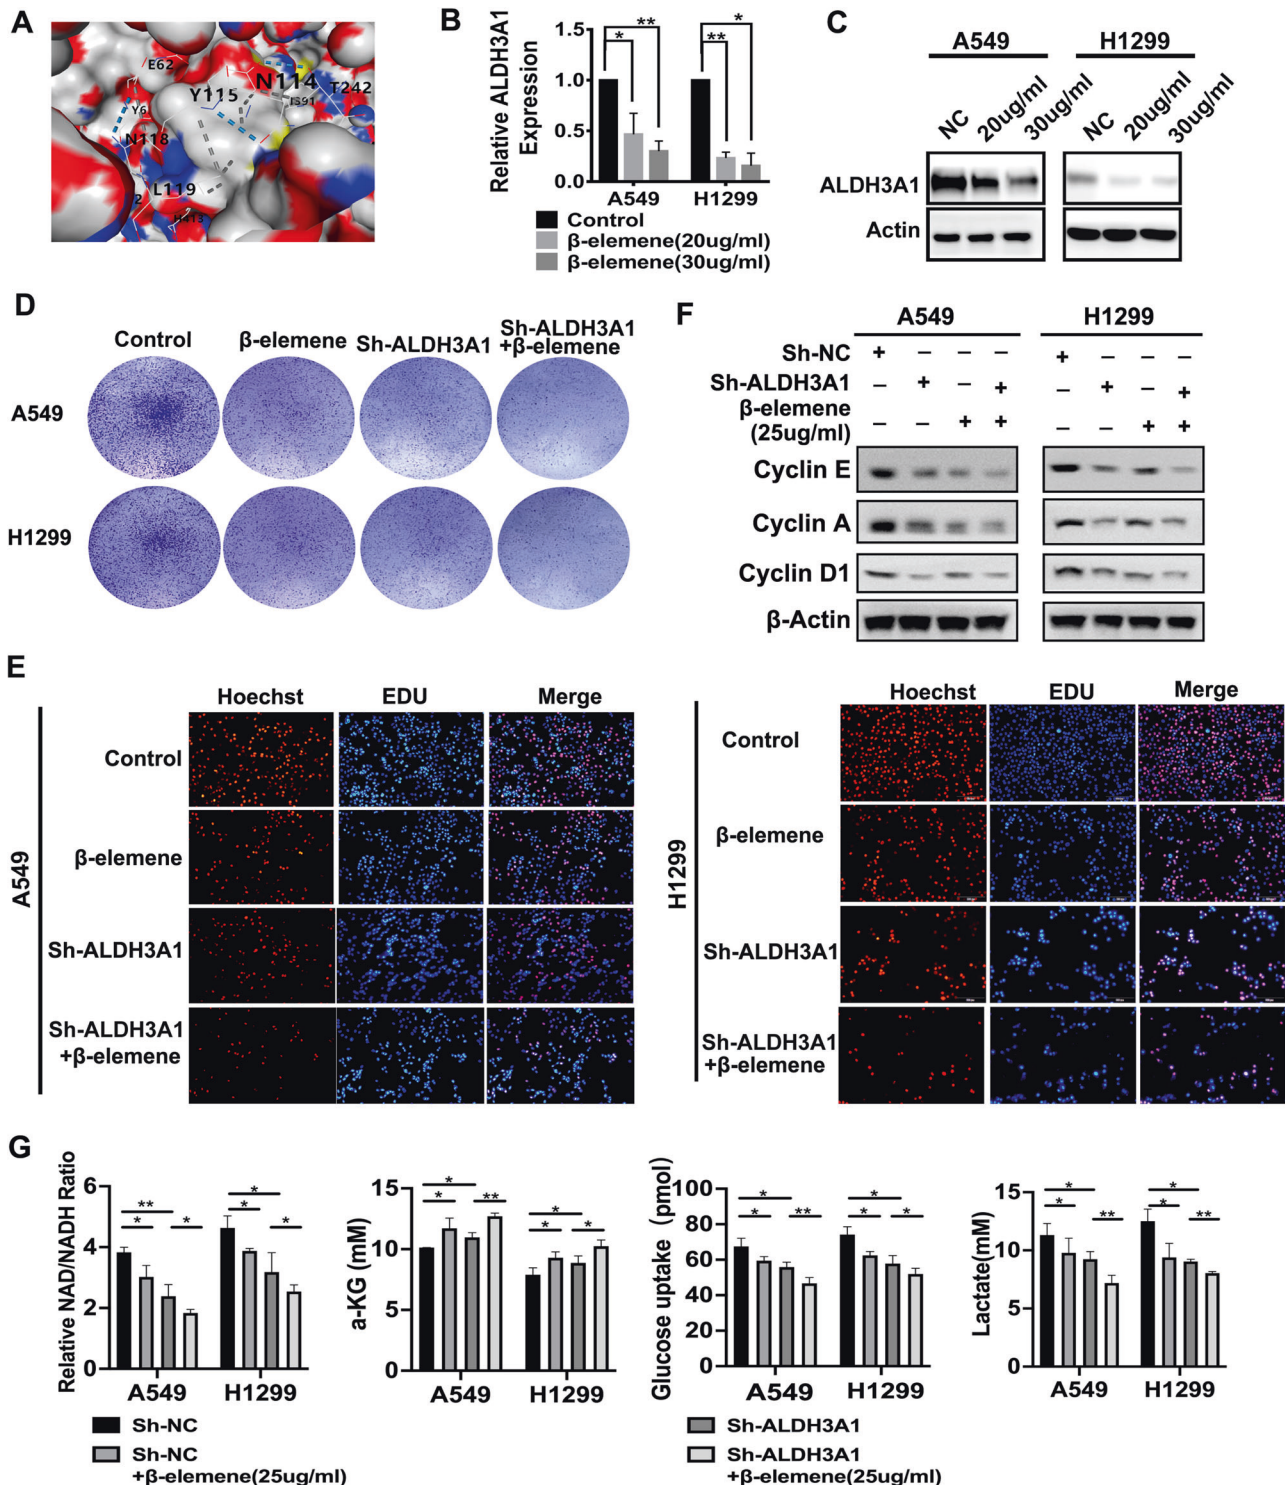 A
E62
N114
T242
Y115
I391
Y6
N118
L119
2
H413
B
Relative ALDH3A1
Expression
** *
* **
1.0
0.5
0.0
A549 H1299
Control
β-elemene(20ug/ml)
β-elemene(30ug/ml)
C
A549 H1299
NC 20ug/ml 30ug/ml NC 20ug/ml 30ug/ml
ALDH3A1
Actin
D
Control β-elemene Sh-ALDH3A1 Sh-ALDH3A1
+β-elemene
A549
H1299
F
A549 H1299
Sh-NC + – – – + – – –
Sh-ALDH3A1 – + – + – + – +
β-elemene
(25ug/ml) – – + + – – + +
Cyclin E
Cyclin A
Cyclin D1
β-Actin
E
Hoechst EDU Merge
A549
Control
β-elemene
Sh-ALDH3A1
Sh-ALDH3A1
+β-elemene
Hoechst EDU Merge
H1299
Control
β-elemene
Sh-ALDH3A1
Sh-ALDH3A1
+β-elemene
G
Relative NAD/NADH Ratio
6
4
2
0
** *
* * * *
A549 H1299
a-KG (mM)
15
10
5
0
* *
* ** * *
A549 H1299
Glucose uptake (pmol)
80
60
40
20
0
* *
* ** * *
A549 H1299
Lactate(mM)
15
10
5
0
* *
* ** * **
A549 H1299
Sh-NC
Sh-NC
+β-elemene(25ug/ml)
Sh-ALDH3A1
Sh-ALDH3A1
+β-elemene(25ug/ml)